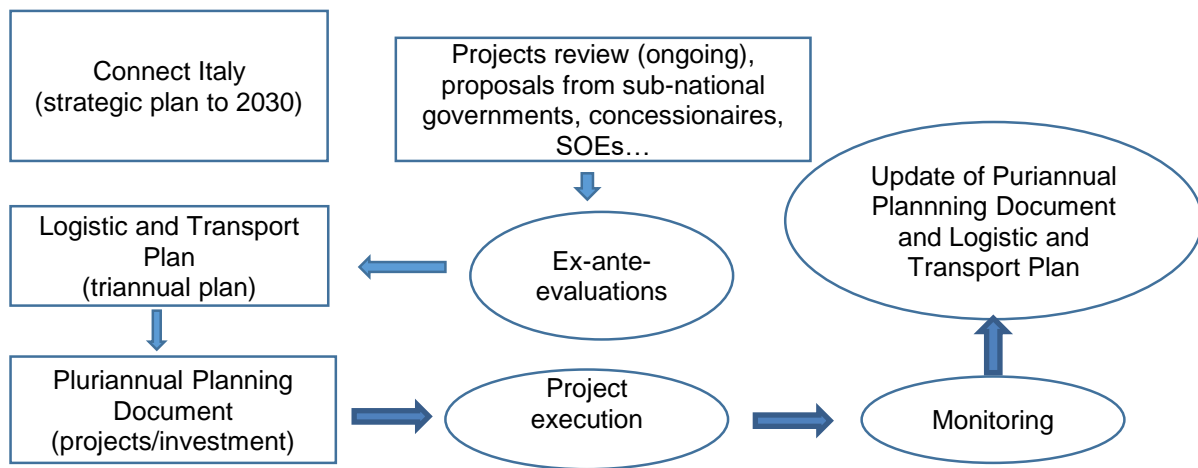 Connect Italy
(strategic plan to 2030)
Projects review (ongoing),
proposals from sub-national
governments, concessionaires,
SOEs…
Update of Puriannual
Plannning Document
and Logistic and
Transport Plan
Logistic and Transport
Plan
(triannual plan)
Ex-ante-
evaluations
Pluriannual Planning
Document
(projects/investment)
Project
execution
Monitoring